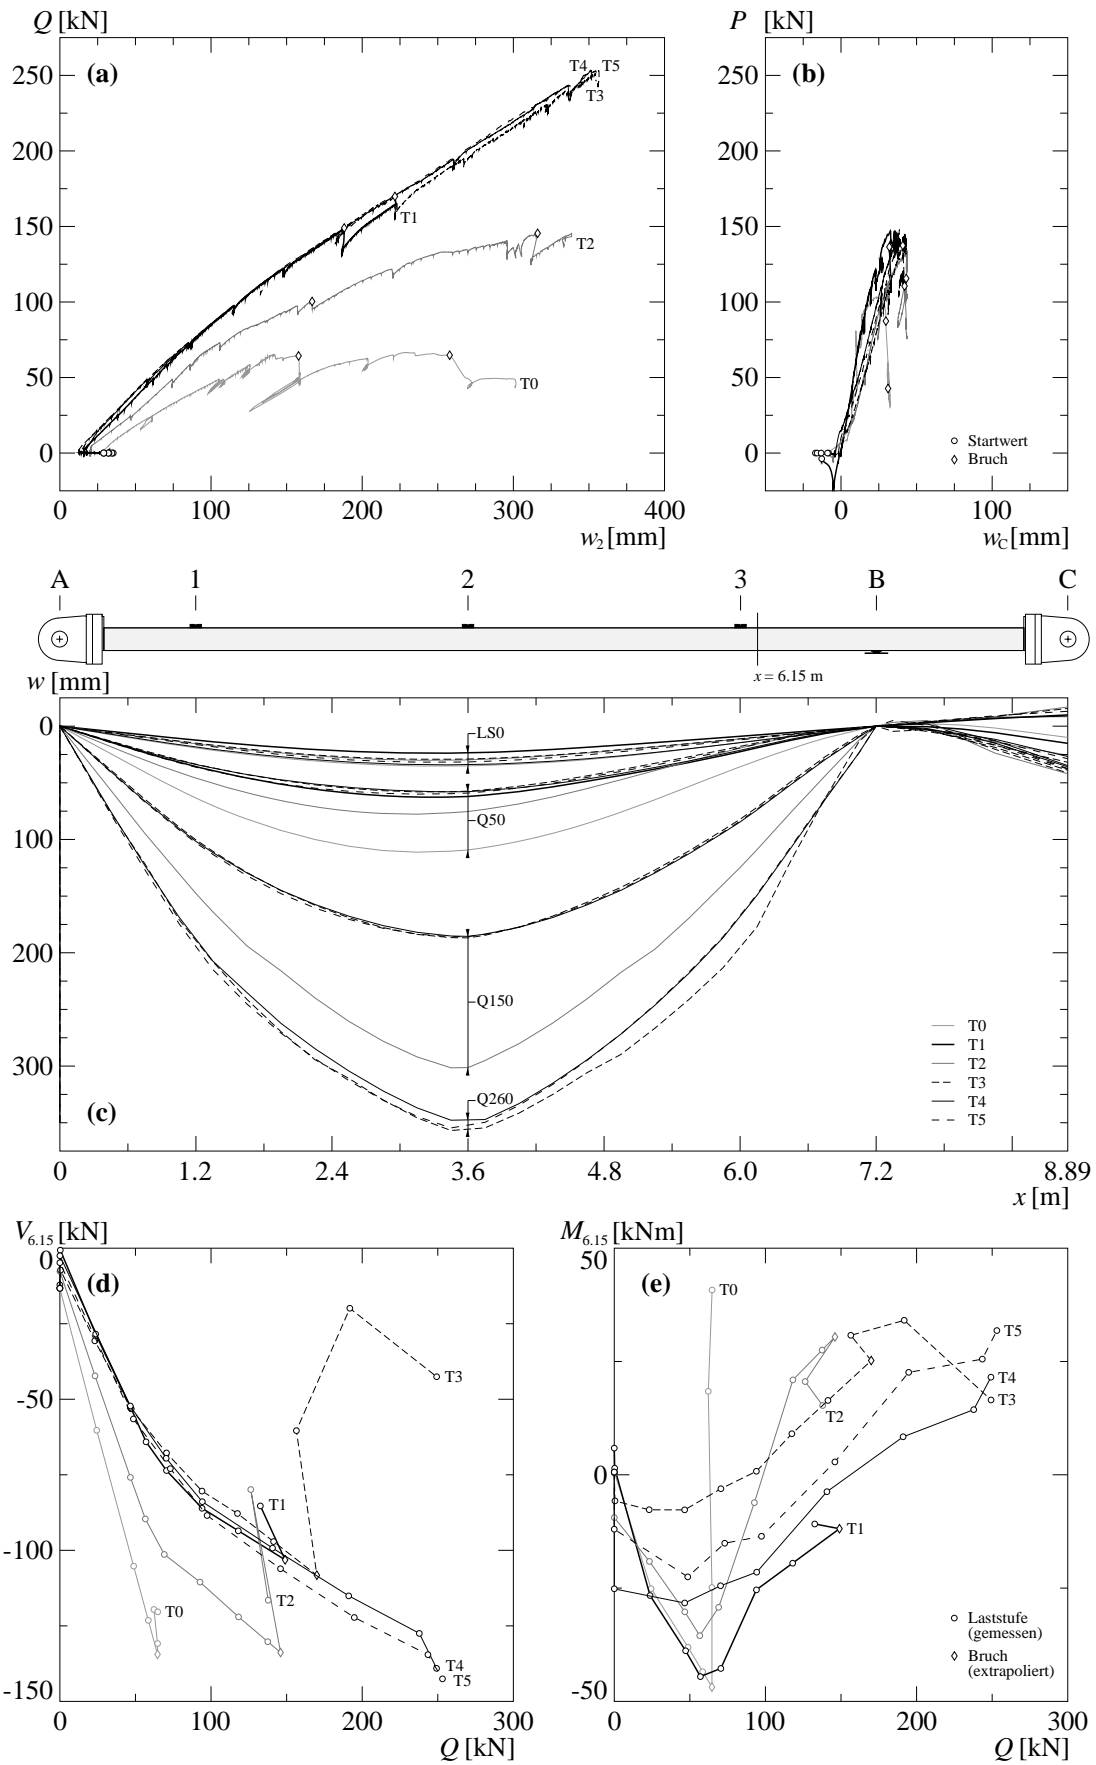 Q [kN]
P [kN]
(a)
T4 T5
(b)
250
250
T3
200
200
150
150
T1
T2
100
100
50
50
T0
Startwert
0
0
Bruch
0 100 200 300 400
0 100
w2 [mm]
wC [mm]
A 1 2 3 B C
x = 6.15 m
w [mm]
0
LS0
Q50
100
200
Q150
T0
T1
T2
300
T3
Q260
T4
(c)
T5
0 1.2 2.4 3.6 4.8 6.0 7.2 8.89
x [m]
V6.15 [kN]
M6.15 [kNm]
0
50
(d)
(e)
T0
T5
T3
T4
-50
T3
T2
0
T1
T1
-100
T2
T0
Laststufe
(gemessen)
Bruch
T4
(extrapoliert)
T5
-150
-50
0 100 200 300
0 100 200 300
Q [kN]
Q [kN]